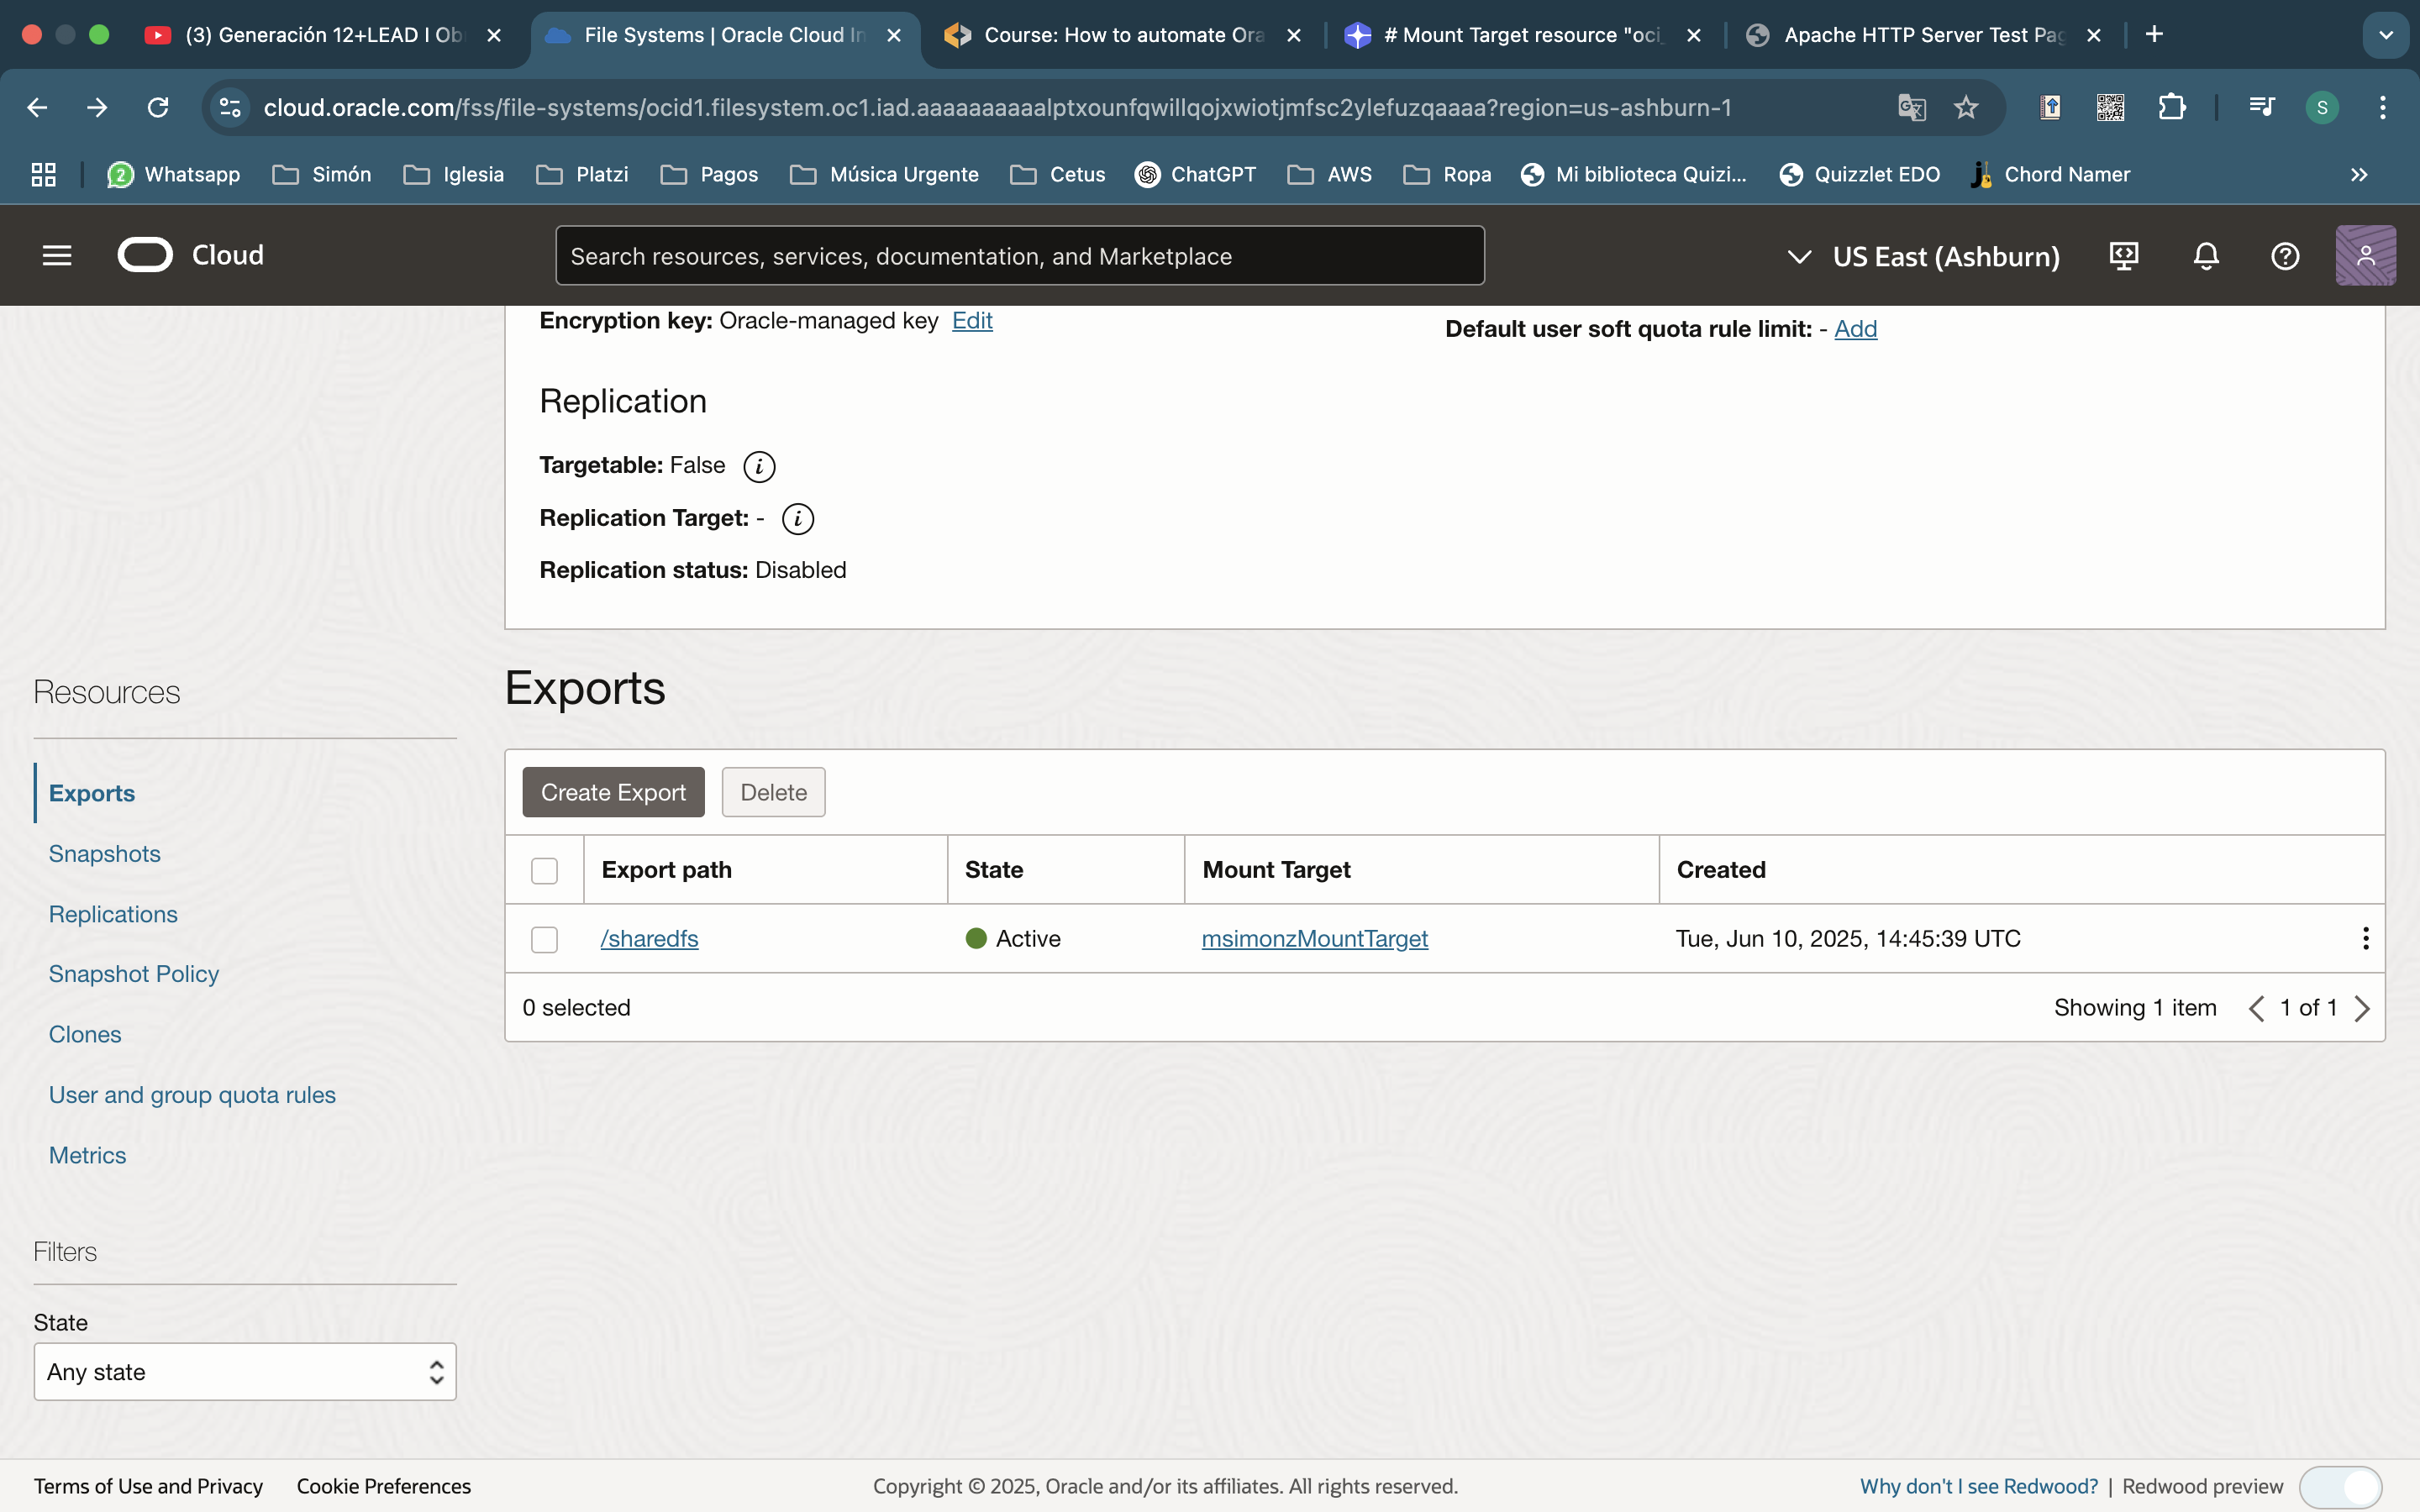 (3) Generación 12+LEAD I Ob
File Systems | Oracle Cloud In
Course: How to automate Ora
# Mount Target resource "oci_
Apache HTTP Server Test Pag
cloud.oracle.com/fss/file-systems/ocid1.filesystem.oc1.iad.aaaaaaaaaalptxounfqwillqojxwiotjmfsc2ylefuzqaaaa?region=us-ashburn-1
S
2
Whatsapp
Simón
Iglesia
Platzi
Pagos
Música Urgente
Cetus
ChatGPT
AWS
Ropa
Mi biblioteca Quizi...
Quizzlet EDO
Chord Namer
Cloud
Search resources, services, documentation, and Marketplace
US East (Ashburn)
Encryption key: Oracle-managed key Edit
Default user soft quota rule limit: - Add
Replication
Targetable: False
Replication Target: -
Replication status: Disabled
Resources
Exports
Snapshots
Replications
Snapshot Policy
Clones
User and group quota rules
Metrics
Filters
State
Any state
Exports
Create Export
Delete
Export path State Mount Target Created
/sharedfs Active msimonzMountTarget Tue, Jun 10, 2025, 14:45:39 UTC
0 selected
Showing 1 item
1 of 1
Terms of Use and Privacy
Cookie Preferences
Copyright © 2025, Oracle and/or its affiliates. All rights reserved.
Why don't I see Redwood? | Redwood preview